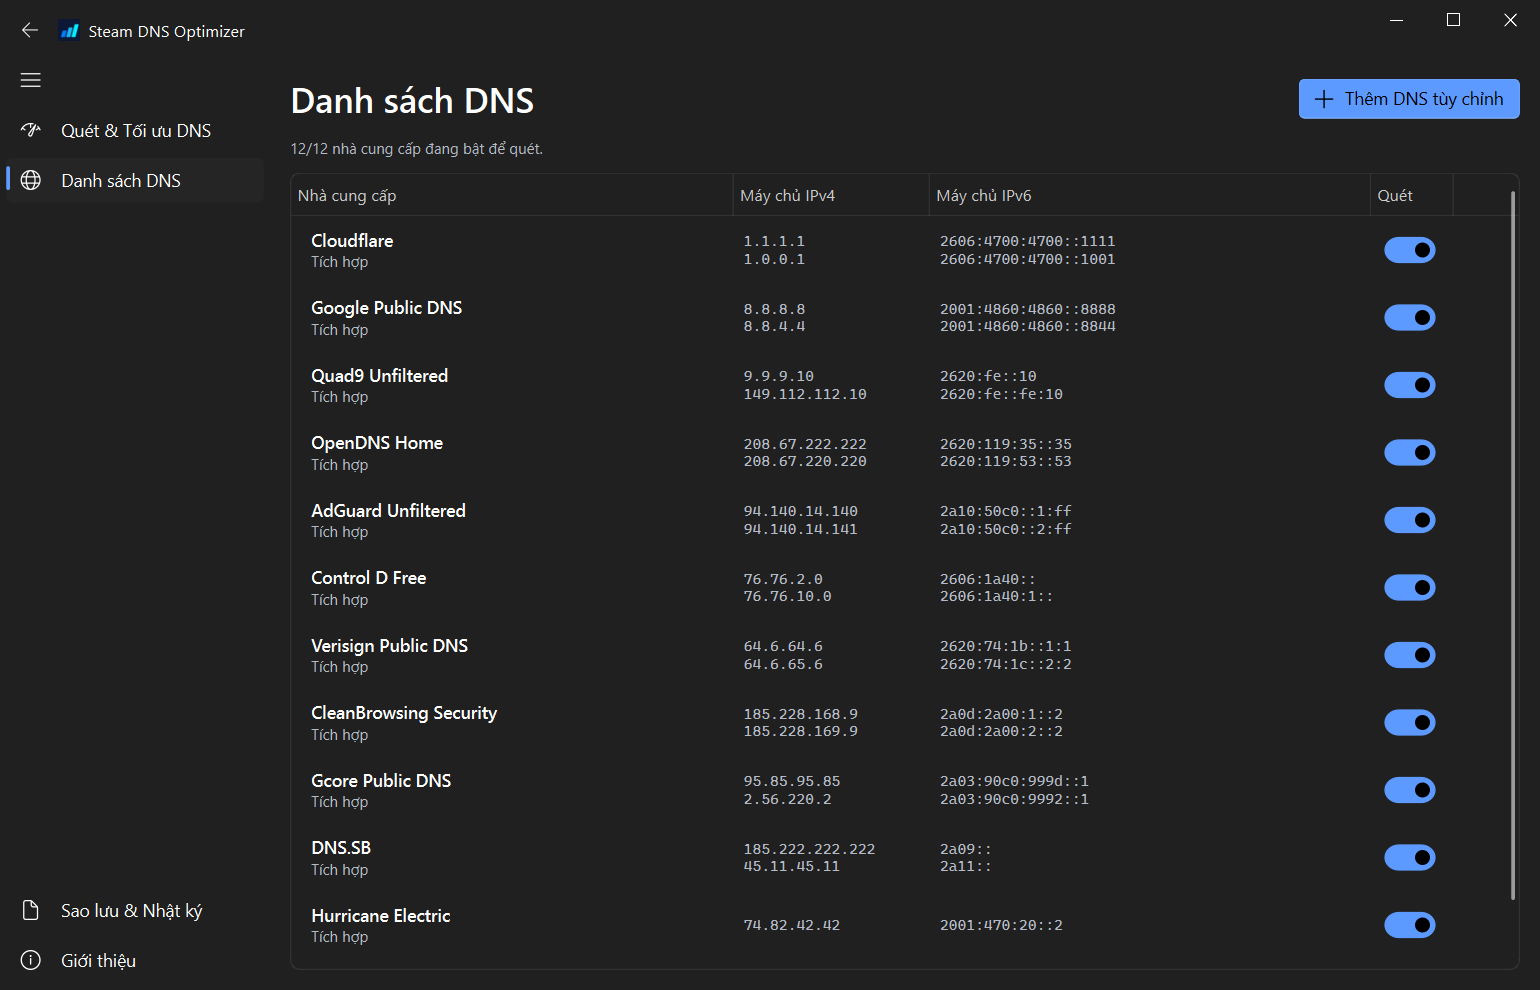 Steam DNS Optimizer
Quét & Tối ưu DNS
Danh sách DNS
Sao lưu & Nhật ký
Giới thiệu
Danh sách DNS
Thêm DNS tùy chỉnh
12/12 nhà cung cấp đang bật để quét.
Nhà cung cấp Máy chủ IPv4 Máy chủ IPv6 Quét
Cloudflare
Tích hợp
1.1.1.1
1.0.0.1
2606:4700:4700::1111
2606:4700:4700::1001
Google Public DNS
Tích hợp
8.8.8.8
8.8.4.4
2001:4860:4860::8888
2001:4860:4860::8844
Quad9 Unfiltered
Tích hợp
9.9.9.10
149.112.112.10
2620:fe::10
2620:fe::fe:10
OpenDNS Home
Tích hợp
208.67.222.222
208.67.220.220
2620:119:35::35
2620:119:53::53
AdGuard Unfiltered
Tích hợp
94.140.14.140
94.140.14.141
2a10:50c0::1:ff
2a10:50c0::2:ff
Control D Free
Tích hợp
76.76.2.0
76.76.10.0
2606:1a40::
2606:1a40:1::
Verisign Public DNS
Tích hợp
64.6.64.6
64.6.65.6
2620:74:1b::1:1
2620:74:1c::2:2
CleanBrowsing Security
Tích hợp
185.228.168.9
185.228.169.9
2a0d:2a00:1::2
2a0d:2a00:2::2
Gcore Public DNS
Tích hợp
95.85.95.85
2.56.220.2
2a03:90c0:999d::1
2a03:90c0:9992::1
DNS.SB
Tích hợp
185.222.222.222
45.11.45.11
2a09::
2a11::
Hurricane Electric
Tích hợp
74.82.42.42
2001:470:20::2